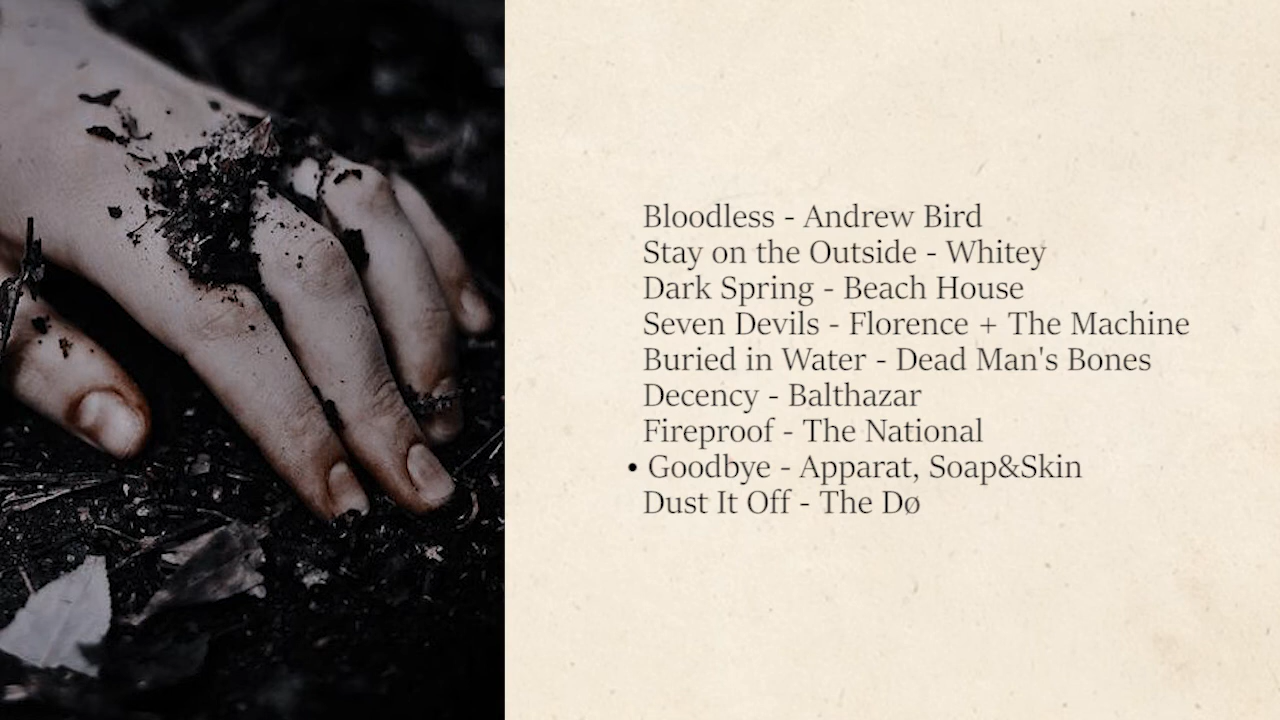 Bloodless - Andrew Bird
Stay on the Outside - Whitey
Dark Spring - Beach House
Seven Devils - Florence + The Machine
Buried in Water - Dead Man's Bones
Decency - Balthazar
Fireproof - The National
• Goodbye - Apparat, Soap&Skin
Dust It Off - The Dø